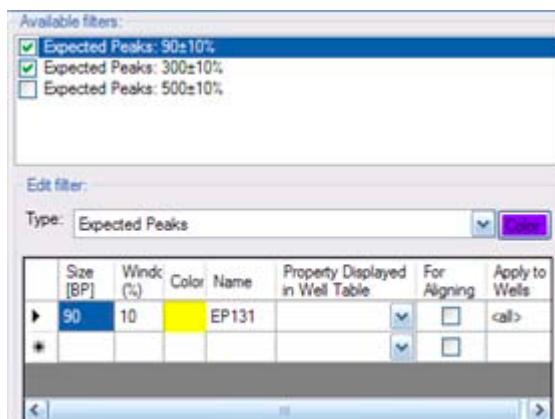 Available filters:
Expected Peaks: 90±10%
Expected Peaks: 300±10%
Expected Peaks: 500±10%
Edit filter:
Type: Expected Peaks Color
Size [BP] Windo (%) Color Name Property Displayed in Well Table For Aligning Apply to Wells
90 10 EP131 <all>